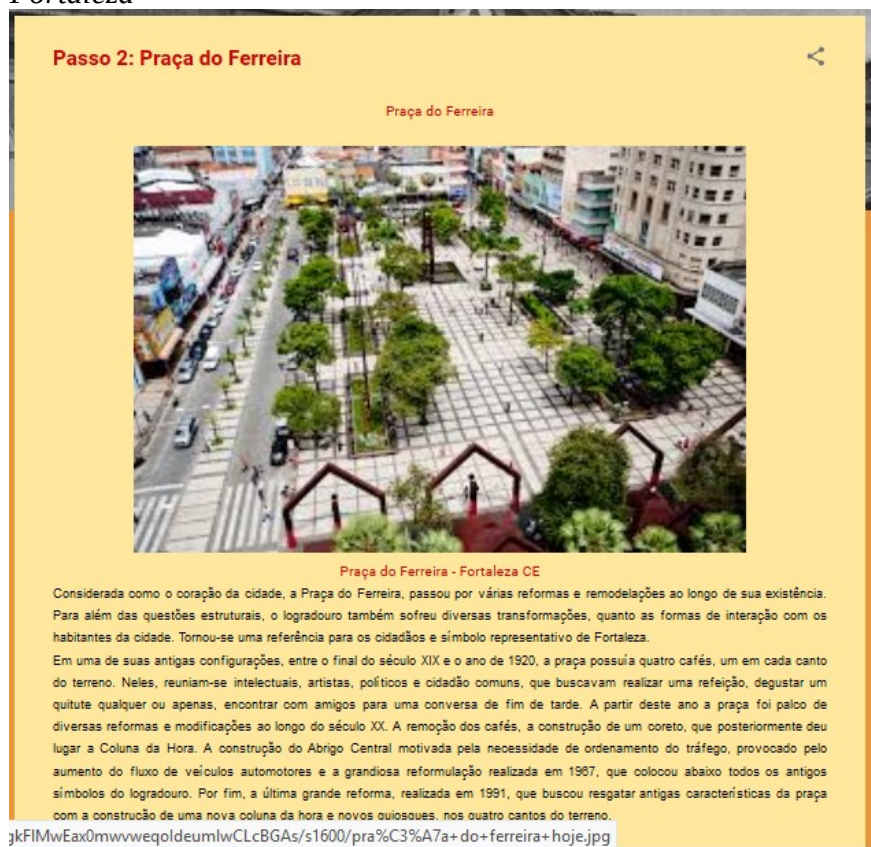 Fortaleza
Passo 2: Praça do Ferreira
Praça do Ferreira
Praça do Ferreira - Fortaleza CE
Considerada como o coração da cidade, a Praça do Ferreira, passou por várias reformas e remodelações ao longo de sua existência.
Para além das questões estruturais, o logradouro também sofreu diversas transformações, quanto as formas de interação com os
habitantes da cidade. Tornou-se uma referência para os cidadãos e símbolo representativo de Fortaleza.
Em uma de suas antigas configurações, entre o final do século XIX e o ano de 1920, a praça possuía quatro cafés, um em cada canto
do terreno. Neles, reuniam-se intelectuais, artistas, políticos e cidadão comuns, que buscavam realizar uma refeição, degustar um
quitute qualquer ou apenas, encontrar com amigos para uma conversa de fim de tarde. A partir deste ano a praça foi palco de
diversas reformas e modificações ao longo do século XX. A remoção dos cafés, a construção de um coreto, que posteriormente deu
lugar a Coluna da Hora. A construção do Abrigo Central motivada pela necessidade de ordenamento do tráfego, provocado pelo
aumento do fluxo de veículos automotores e a grandiosa reformulação realizada em 1967, que colocou abaixo todos os antigos
símbolos do logradouro. Por fim, a última grande reforma, realizada em 1991, que buscou resgatar antigas características da praça
com a construção de uma nova coluna da hora e novos quiosques, nos quatro cantos do terreno.
gkFIMwEax0mwvweqoldeumlwCLcBGAs/s1600/pra%C3%A7a+do+ferreira+hoje.jpg